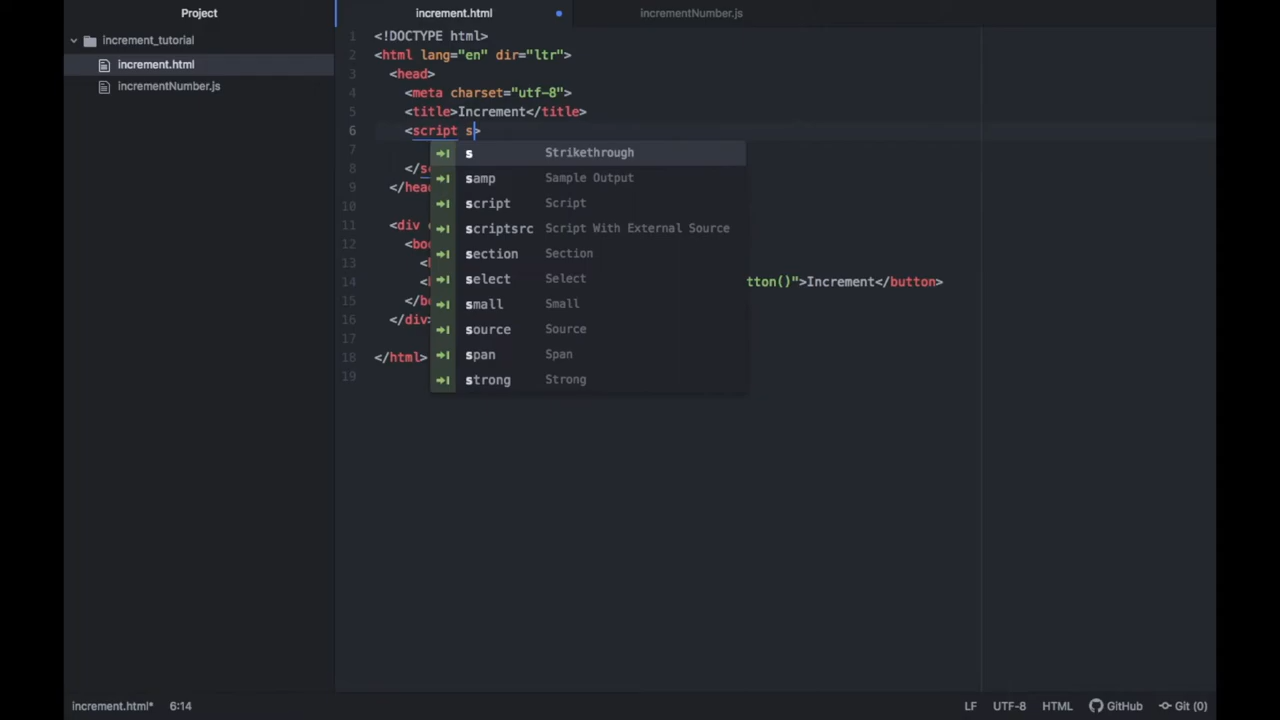 Project
increment.html
incrementNumber.js
increment_tutorial
increment.html
incrementNumber.js
1 <!DOCTYPE html>
2 <html lang="en" dir="ltr">
3 <head>
4 <meta charset="utf-8">
5 <title>Increment</title>
6 <script s>
7
8 </s
9 </head
10
11 <div
12 <bo
13 <
14 < tton()">Increment</button>
15 </b
16 </div>
17
18 </html>
19
s Strikethrough
samp Sample Output
script Script
scriptsrc Script With External Source
section Section
select Select
small Small
source Source
span Span
strong Strong
increment.html* 6:14 LF UTF-8 HTML GitHub Git (0)